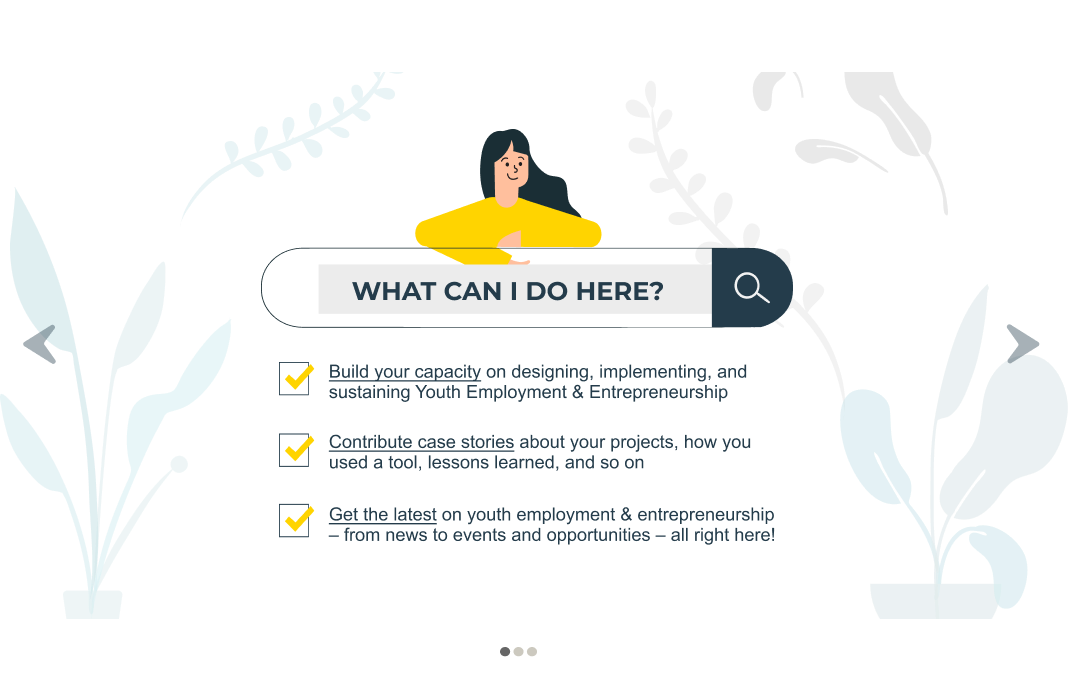 WHAT CAN I DO HERE?
Build your capacity on designing, implementing, and
sustaining Youth Employment & Entrepreneurship
Contribute case stories about your projects, how you
used a tool, lessons learned, and so on
Get the latest on youth employment & entrepreneurship
– from news to events and opportunities – all right here!